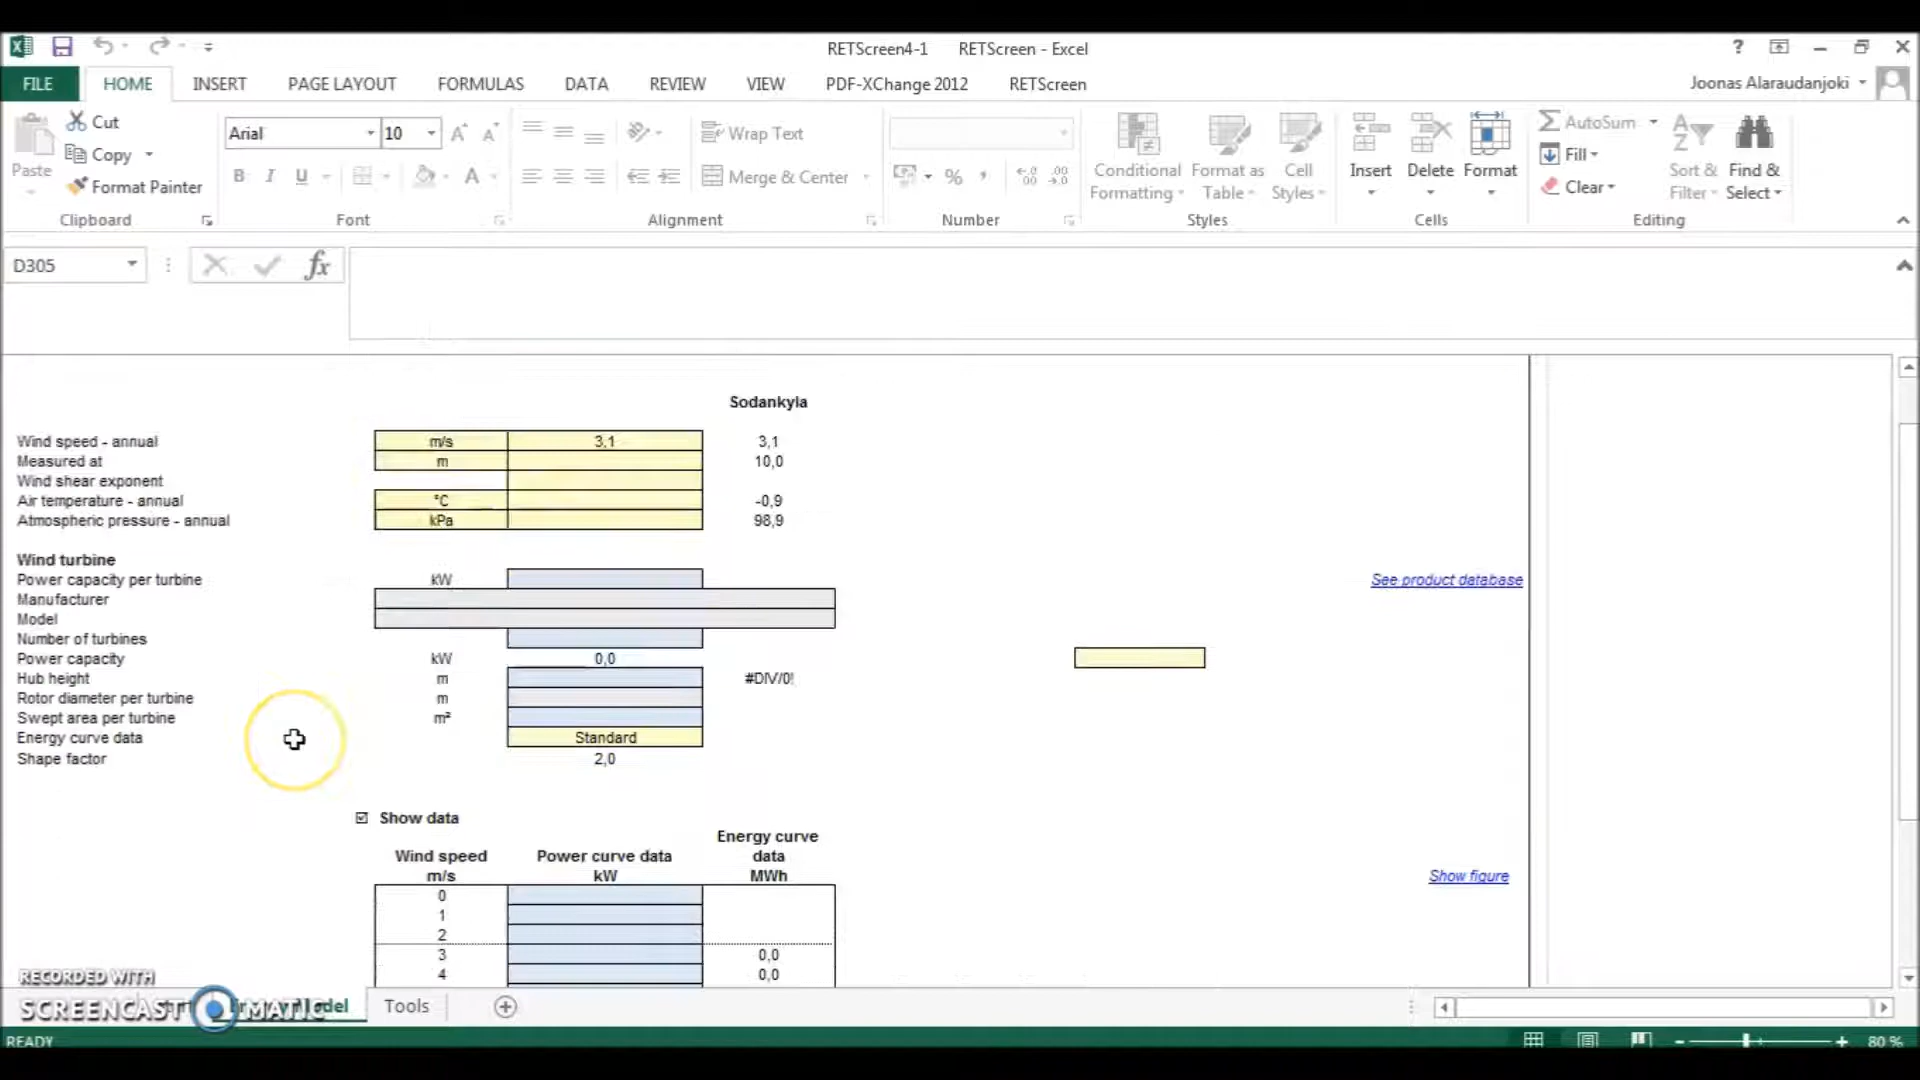 RETScreen4-1 RETScreen - Excel
?
FILE HOME INSERT PAGE LAYOUT FORMULAS DATA REVIEW VIEW PDF-XChange 2012 RETScreen Joonas Alaraudanjoki
Paste
Cut
Copy
Format Painter
Clipboard
Arial 10
B I U
Font
Wrap Text
Merge & Center
Alignment
%
Number
Conditional Formatting
Format as Table
Cell Styles
Styles
Insert
Delete
Format
Cells
AutoSum
Fill
Clear
Sort & Filter
Find & Select
Editing
D305 fx
Sodankyla
Wind speed - annual m/s 3,1 3,1
Measured at m 10,0
Wind shear exponent
Air temperature - annual °C -0,9
Atmospheric pressure - annual kPa 98,9
Wind turbine
Power capacity per turbine kW See product database
Manufacturer
Model
Number of turbines
Power capacity kW 0,0
Hub height m #DIV/0!
Rotor diameter per turbine m
Swept area per turbine m²
Energy curve data Standard
Shape factor 2,0
Show data
Wind speed m/s
Power curve data kW
Energy curve data MWh
Show figure
0
1
2
3 0,0
4 0,0
RECORDED WITH
SCREENCAST MATIC
Tools
READY 80 %